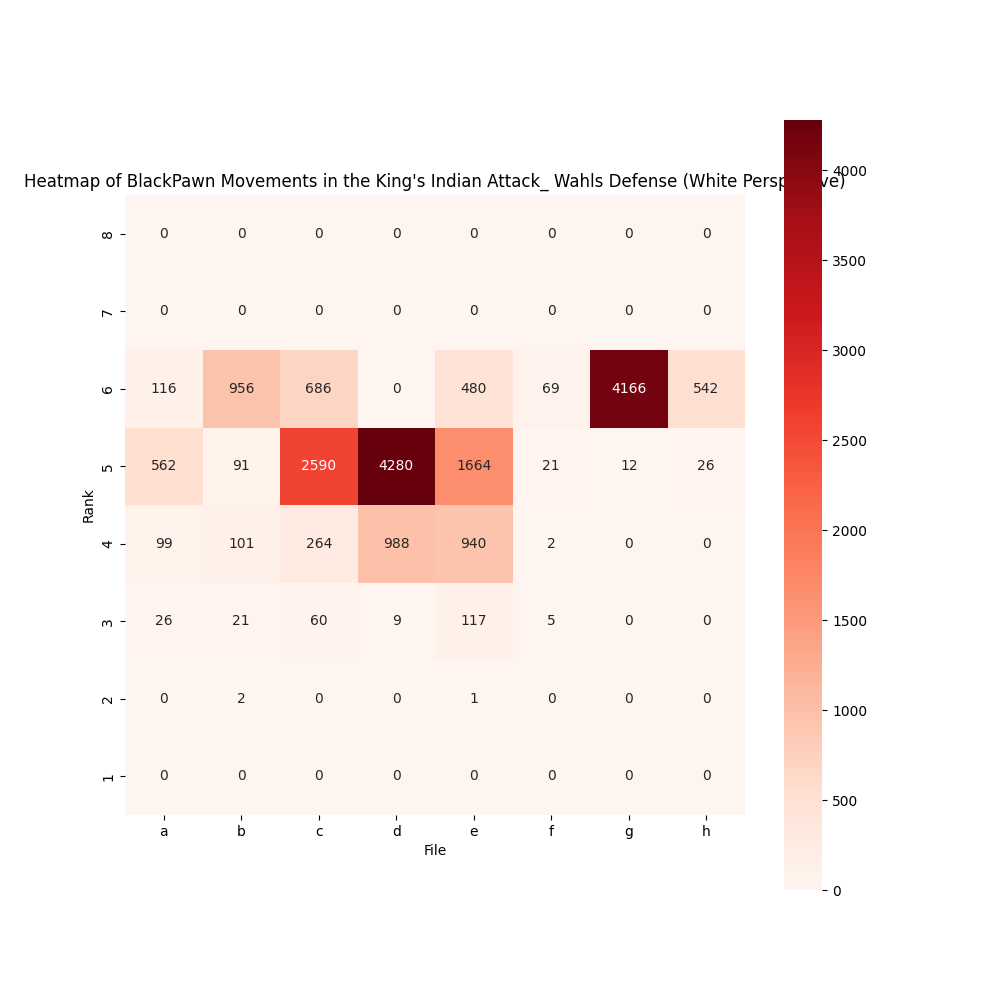 Heatmap of BlackPawn Movements in the King's Indian Attack_ Wahls Defense (White Persp ve)
4000
8 0 0 0 0 0 0 0 0
3500
7 0 0 0 0 0 0 0 0
3000
6 116 956 686 0 480 69 4166 542
2500
5 562 91 2590 4280 1664 21 12 26
Rank
2000
4 99 101 264 988 940 2 0 0
1500
3 26 21 60 9 117 5 0 0
1000
2 0 2 0 0 1 0 0 0
500
1 0 0 0 0 0 0 0 0
a b c d e f g h
File
0